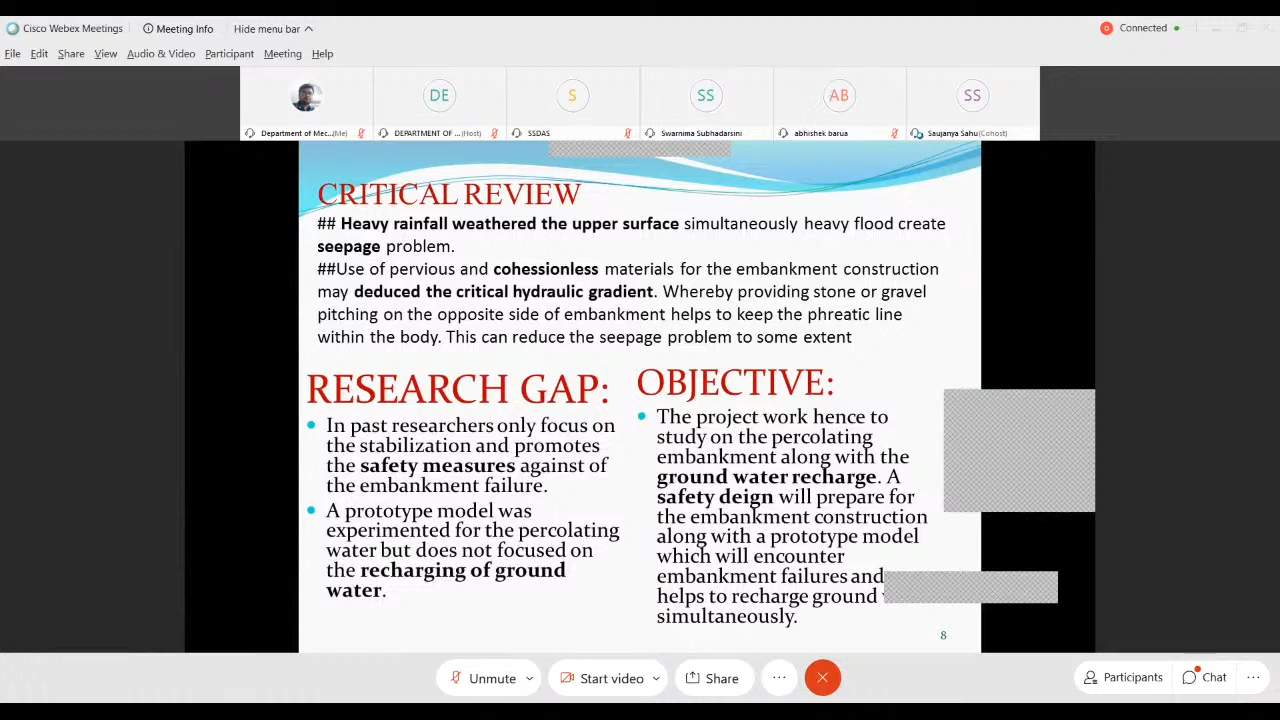 Cisco Webex Meetings Meeting Info Hide menu bar Connected
File Edit Share View Audio & Video Participant Meeting Help
DE S SS AB SS
Department of Mec... (Me) DEPARTMENT OF ... (Host) SSDAS Swarnima Subhadarsini abhishek barua Saujanya Sahu (Cohost)
CRITICAL REVIEW
## Heavy rainfall weathered the upper surface simultaneously heavy flood create
seepage problem.
##Use of pervious and cohessionless materials for the embankment construction
may deduced the critical hydraulic gradient. Whereby providing stone or gravel
pitching on the opposite side of embankment helps to keep the phreatic line
within the body. This can reduce the seepage problem to some extent
RESEARCH GAP:
• In past researchers only focus on
the stabilization and promotes
the safety measures against of
the embankment failure.
• A prototype model was
experimented for the percolating
water but does not focused on
the recharging of ground
water.
OBJECTIVE:
• The project work hence to
study on the percolating
embankment along with the
ground water recharge. A
safety deign will prepare for
the embankment construction
along with a prototype model
which will encounter
embankment failures and
helps to recharge ground
simultaneously.
8
Unmute Start video Share ... Participants Chat ...